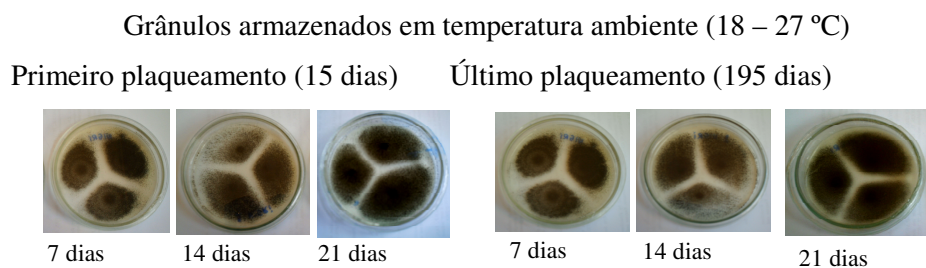 Grânulos armazenados em temperatura ambiente (18 – 27 ºC)
Primeiro plaqueamento (15 dias) Último plaqueamento (195 dias)
7 dias 14 dias 21 dias 7 dias 14 dias 21 dias